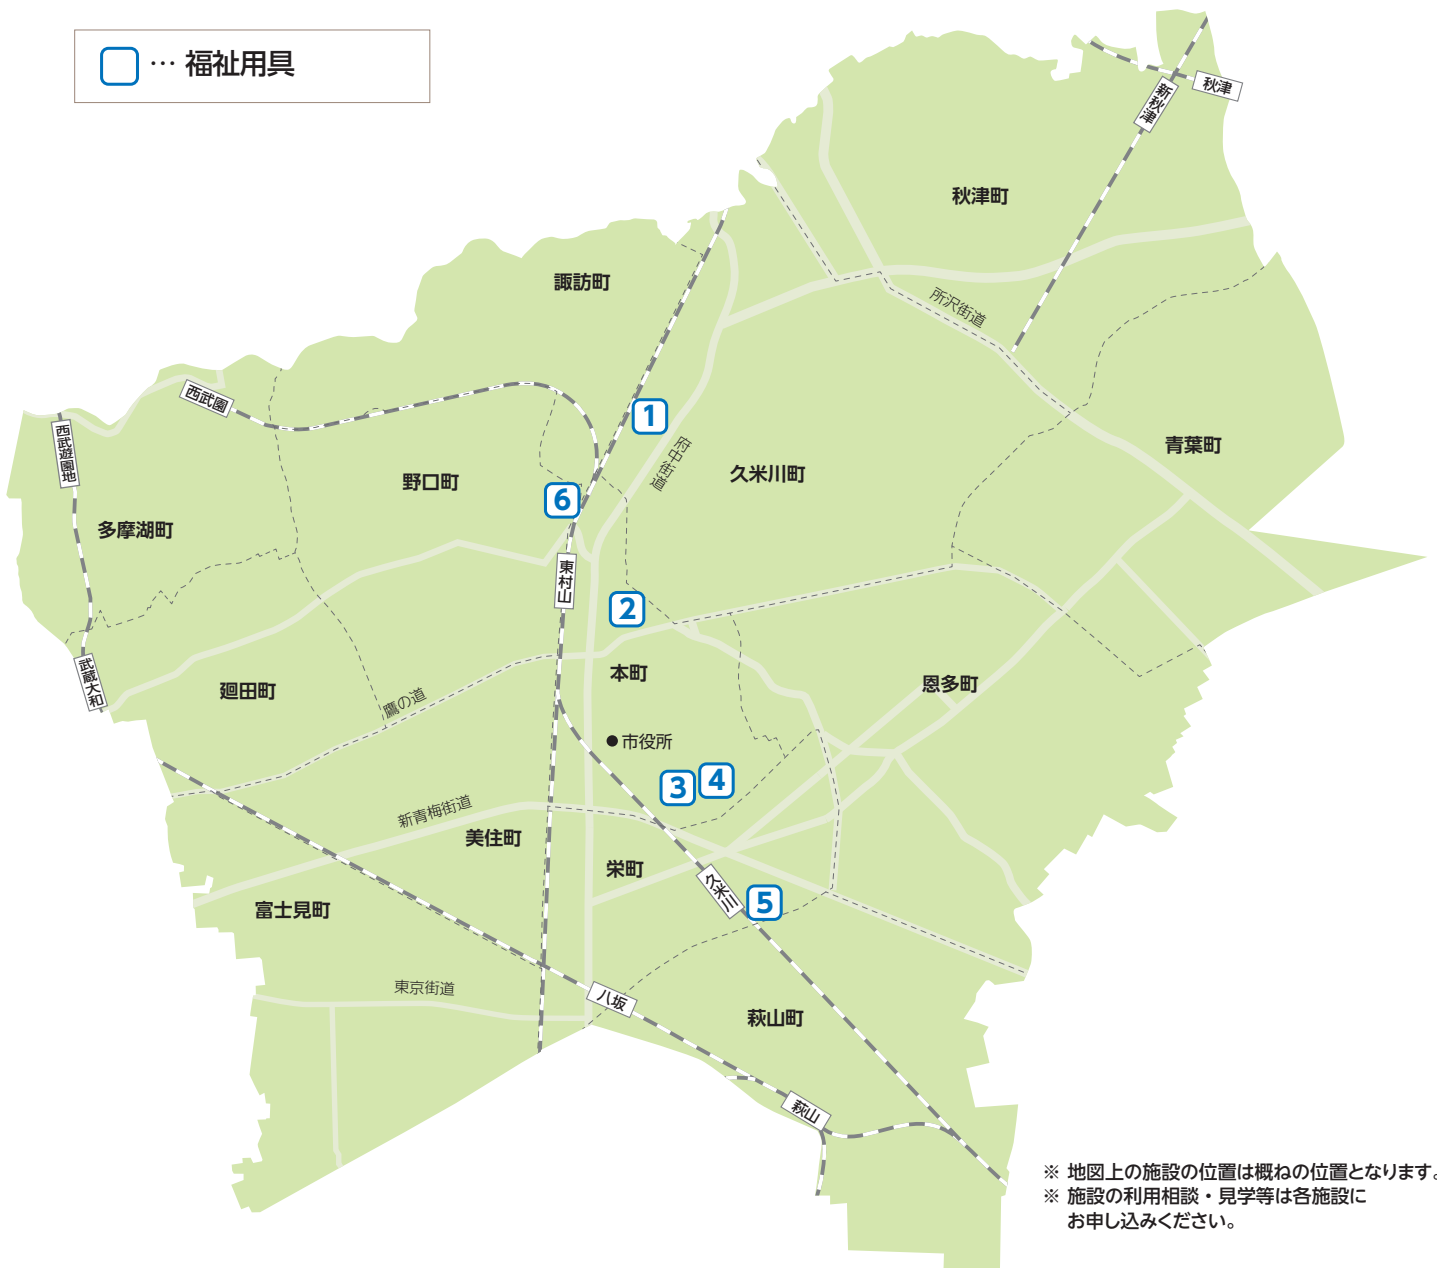 … 福祉用具
秋津
新秋津
秋津町
諏訪町
所沢街道
西武園
西武遊園地
1
府中街道
青葉町
久米川町
野口町
6
多摩湖町
東村山
2
武蔵大和
本町
廻田町
恩多町
鷹の道
市役所
3
4
新青梅街道
美住町
栄町
久米川
5
富士見町
東京街道
八坂
萩山町
萩山
※ 地図上の施設の位置は概ねの位置となります。
※ 施設の利用相談・見学等は各施設に
お申し込みください。